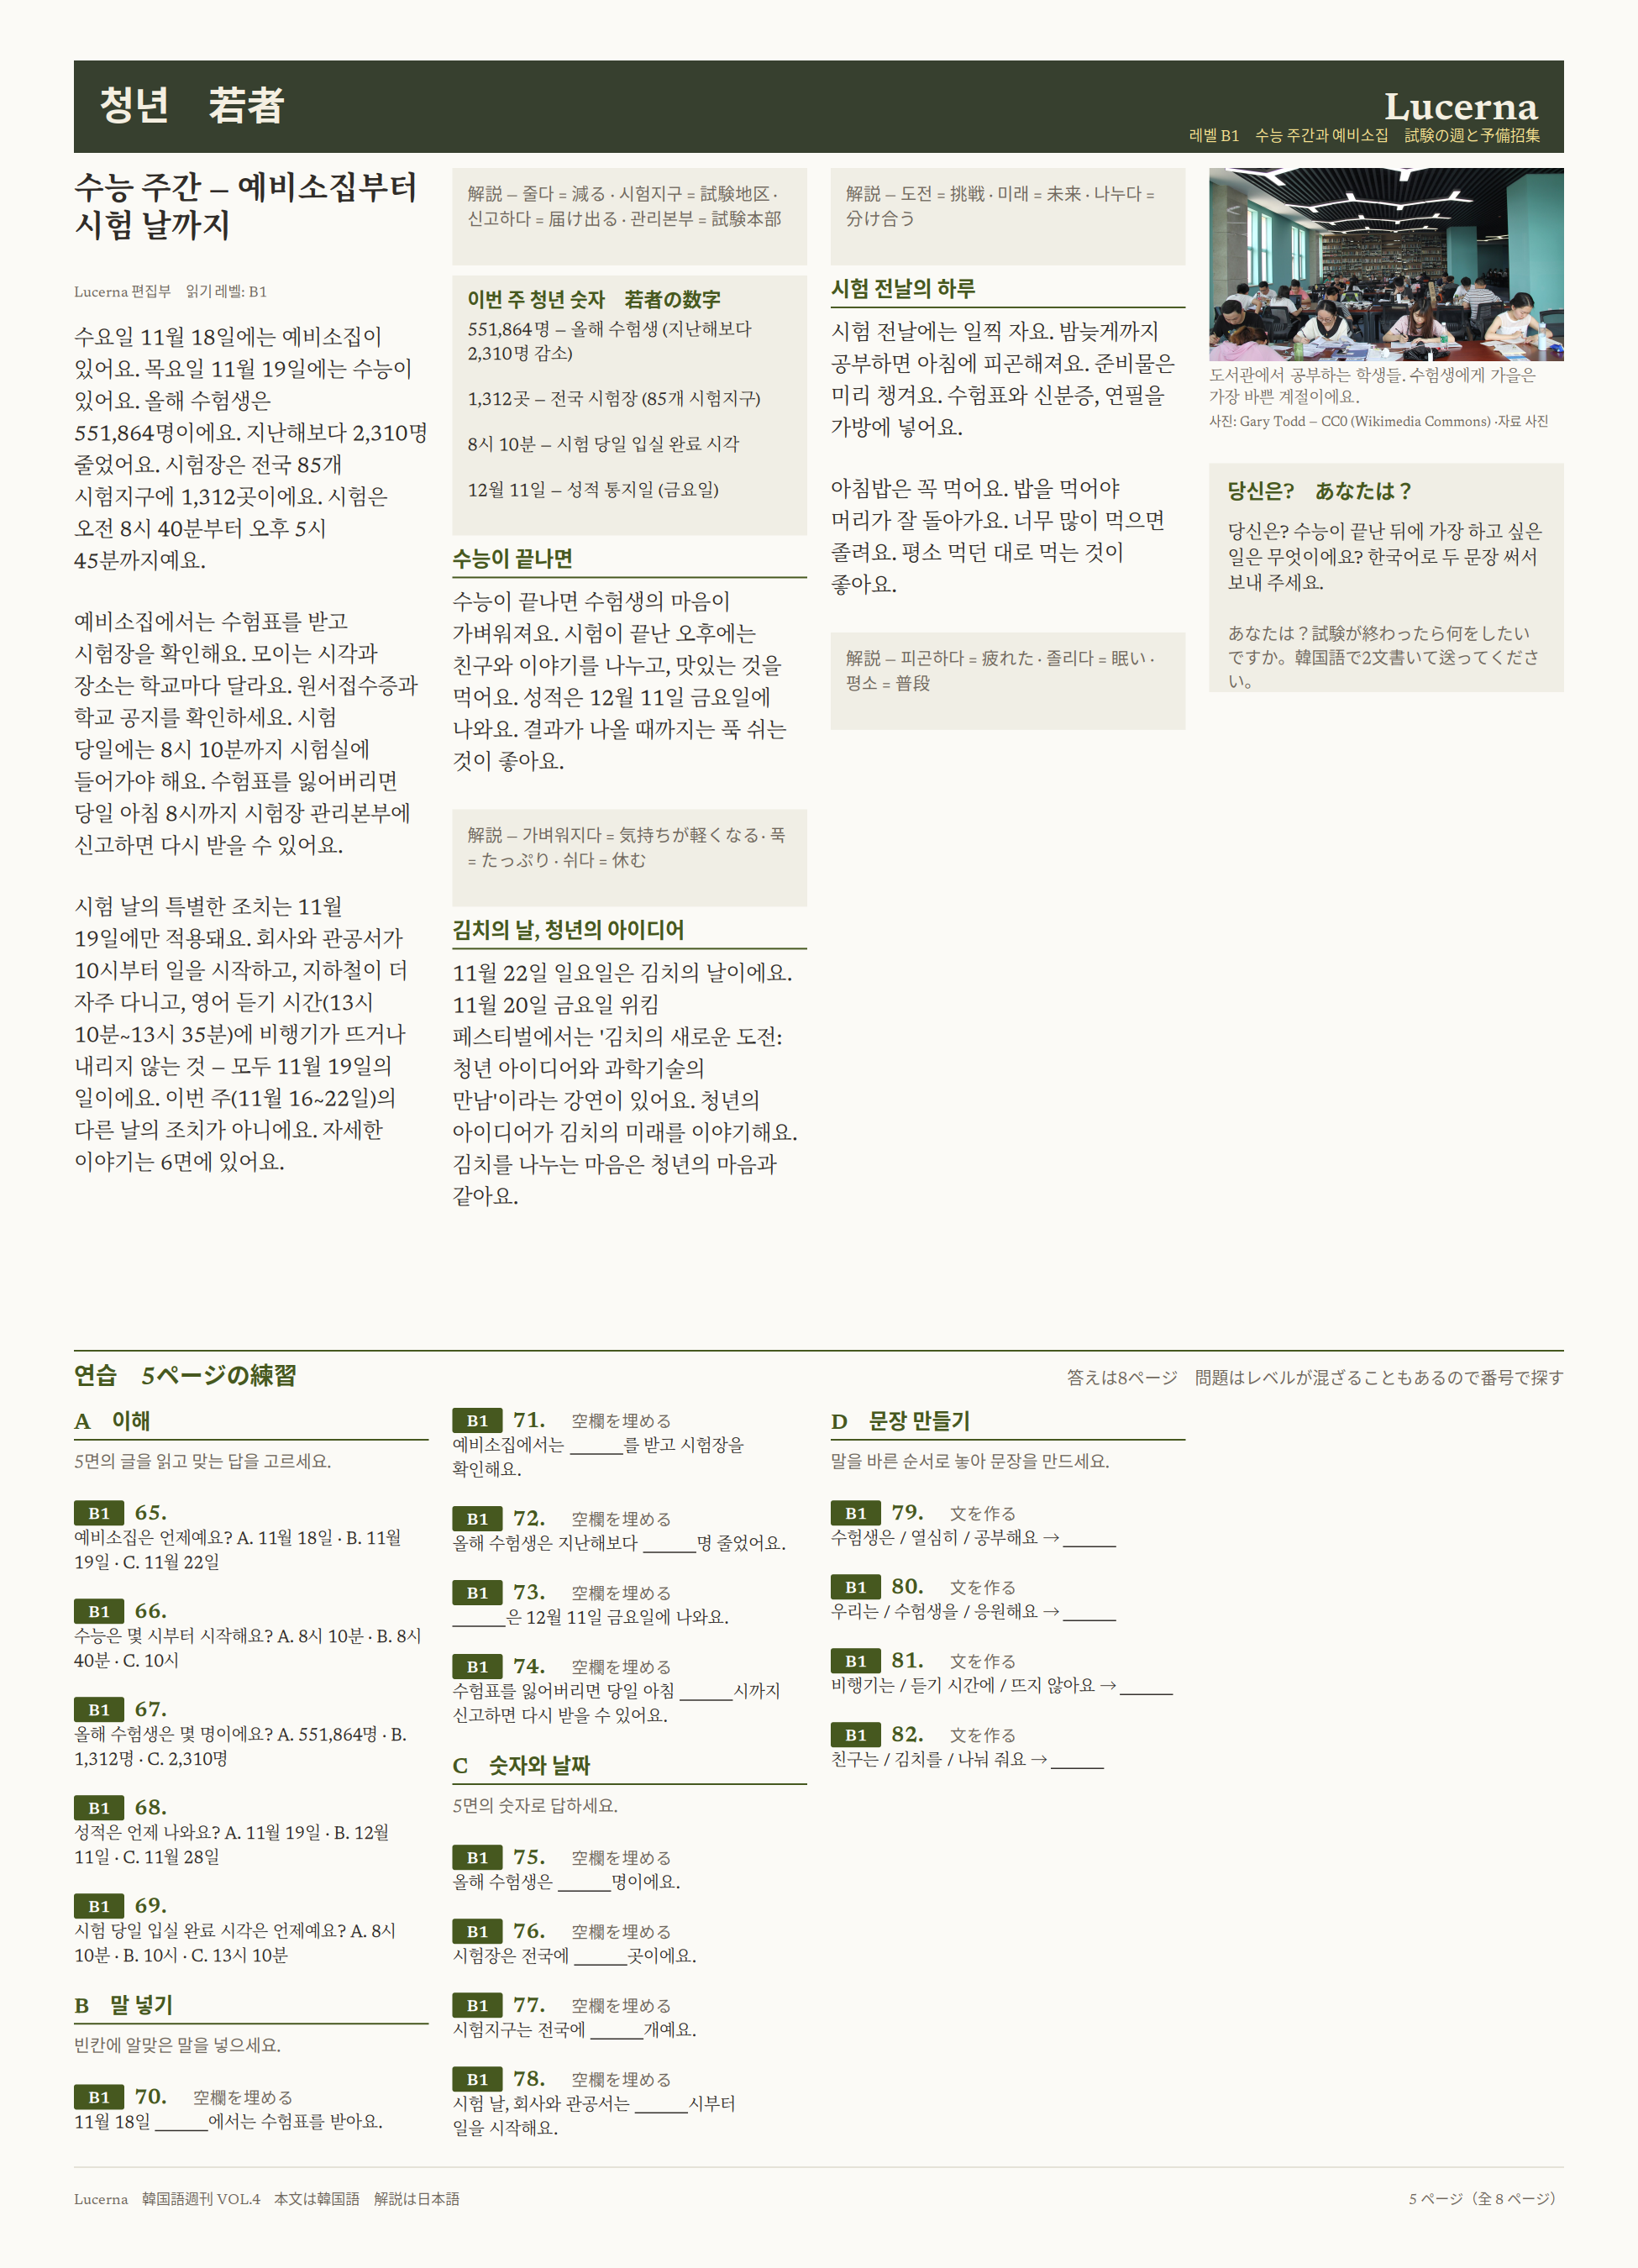 청년 若者
Lucerna
레벨 B1 수능 주간과 예비소집 試験の週と予備招集
수능 주간 – 예비소집부터
시험 날까지
Lucerna 편집부 읽기 레벨: B1
수요일 11월 18일에는 예비소집이
있어요. 목요일 11월 19일에는 수능이
있어요. 올해 수험생은
551,864명이에요. 지난해보다 2,310명
줄었어요. 시험장은 전국 85개
시험지구에 1,312곳이에요. 시험은
오전 8시 40분부터 오후 5시
45분까지예요.
예비소집에서는 수험표를 받고
시험장을 확인해요. 모이는 시각과
장소는 학교마다 달라요. 원서접수증과
학교 공지를 확인하세요. 시험
당일에는 8시 10분까지 시험실에
들어가야 해요. 수험표를 잃어버리면
당일 아침 8시까지 시험장 관리본부에
신고하면 다시 받을 수 있어요.
시험 날의 특별한 조치는 11월
19일에만 적용돼요. 회사와 관공서가
10시부터 일을 시작하고, 지하철이 더
자주 다니고, 영어 듣기 시간(13시
10분~13시 35분)에 비행기가 뜨거나
내리지 않는 것 – 모두 11월 19일의
일이에요. 이번 주(11월 16~22일)의
다른 날의 조치가 아니에요. 자세한
이야기는 6면에 있어요.
解説 – 줄다 = 減る · 시험지구 = 試験地区 ·
신고하다 = 届け出る · 관리본부 = 試験本部
이번 주 청년 숫자 若者の数字
551,864명 – 올해 수험생 (지난해보다
2,310명 감소)
1,312곳 – 전국 시험장 (85개 시험지구)
8시 10분 – 시험 당일 입실 완료 시각
12월 11일 – 성적 통지일 (금요일)
수능이 끝나면
수능이 끝나면 수험생의 마음이
가벼워져요. 시험이 끝난 오후에는
친구와 이야기를 나누고, 맛있는 것을
먹어요. 성적은 12월 11일 금요일에
나와요. 결과가 나올 때까지는 푹 쉬는
것이 좋아요.
解説 – 가벼워지다 = 気持ちが軽くなる · 푹
= たっぷり · 쉬다 = 休む
김치의 날, 청년의 아이디어
11월 22일 일요일은 김치의 날이에요.
11월 20일 금요일 위킴
페스티벌에서는 '김치의 새로운 도전:
청년 아이디어와 과학기술의
만남'이라는 강연이 있어요. 청년의
아이디어가 김치의 미래를 이야기해요.
김치를 나누는 마음은 청년의 마음과
같아요.
解説 – 도전 = 挑戦 · 미래 = 未来 · 나누다 =
分け合う
시험 전날의 하루
시험 전날에는 일찍 자요. 밤늦게까지
공부하면 아침에 피곤해져요. 준비물은
미리 챙겨요. 수험표와 신분증, 연필을
가방에 넣어요.
아침밥은 꼭 먹어요. 밥을 먹어야
머리가 잘 돌아가요. 너무 많이 먹으면
졸려요. 평소 먹던 대로 먹는 것이
좋아요.
解説 – 피곤하다 = 疲れた · 졸리다 = 眠い ·
평소 = 普段
도서관에서 공부하는 학생들. 수험생에게 가을은
가장 바쁜 계절이에요.
사진: Gary Todd – CC0 (Wikimedia Commons) ·자료 사진
당신은? あなたは？
당신은? 수능이 끝난 뒤에 가장 하고 싶은
일은 무엇이에요? 한국어로 두 문장 써서
보내 주세요.
あなたは？試験が終わったら何をしたい
ですか。韓国語で2文書いて送ってくださ
い。
연습 5ページの練習
答えは8ページ 問題はレベルが混ざることもあるので番号で探す
A 이해
5면의 글을 읽고 맞는 답을 고르세요.
B1 65.
예비소집은 언제예요? A. 11월 18일 · B. 11월
19일 · C. 11월 22일
B1 66.
수능은 몇 시부터 시작해요? A. 8시 10분 · B. 8시
40분 · C. 10시
B1 67.
올해 수험생은 몇 명이에요? A. 551,864명 · B.
1,312명 · C. 2,310명
B1 68.
성적은 언제 나와요? A. 11월 19일 · B. 12월
11일 · C. 11월 28일
B1 69.
시험 당일 입실 완료 시각은 언제예요? A. 8시
10분 · B. 10시 · C. 13시 10분
B 말 넣기
빈칸에 알맞은 말을 넣으세요.
B1 70. 空欄を埋める
11월 18일 ______에서는 수험표를 받아요.
B1 71. 空欄を埋める
예비소집에서는 ______를 받고 시험장을
확인해요.
B1 72. 空欄を埋める
올해 수험생은 지난해보다 ______명 줄었어요.
B1 73. 空欄を埋める
______은 12월 11일 금요일에 나와요.
B1 74. 空欄を埋める
수험표를 잃어버리면 당일 아침 ______시까지
신고하면 다시 받을 수 있어요.
C 숫자와 날짜
5면의 숫자로 답하세요.
B1 75. 空欄を埋める
올해 수험생은 ______명이에요.
B1 76. 空欄を埋める
시험장은 전국에 ______곳이에요.
B1 77. 空欄を埋める
시험지구는 전국에 ______개예요.
B1 78. 空欄を埋める
시험 날, 회사와 관공서는 ______시부터
일을 시작해요.
D 문장 만들기
말을 바른 순서로 놓아 문장을 만드세요.
B1 79. 文を作る
수험생은 / 열심히 / 공부해요 → ______
B1 80. 文を作る
우리는 / 수험생을 / 응원해요 → ______
B1 81. 文を作る
비행기는 / 듣기 시간에 / 뜨지 않아요 → ______
B1 82. 文を作る
친구는 / 김치를 / 나눠 줘요 → ______
Lucerna 韓国語週刊 VOL.4 本文は韓国語 解説は日本語
5 ページ（全 8 ページ）